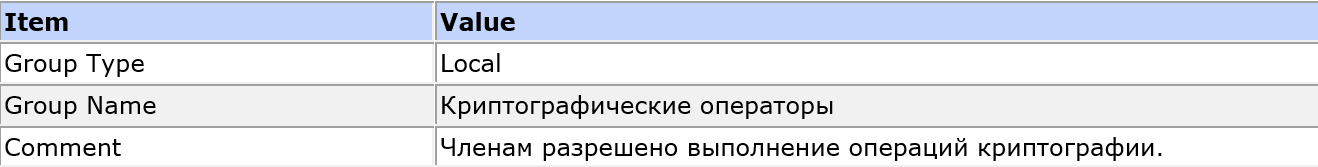 Item Value
Group Type Local
Group Name Криптографические операторы
Comment Членам разрешено выполнение операций криптографии.